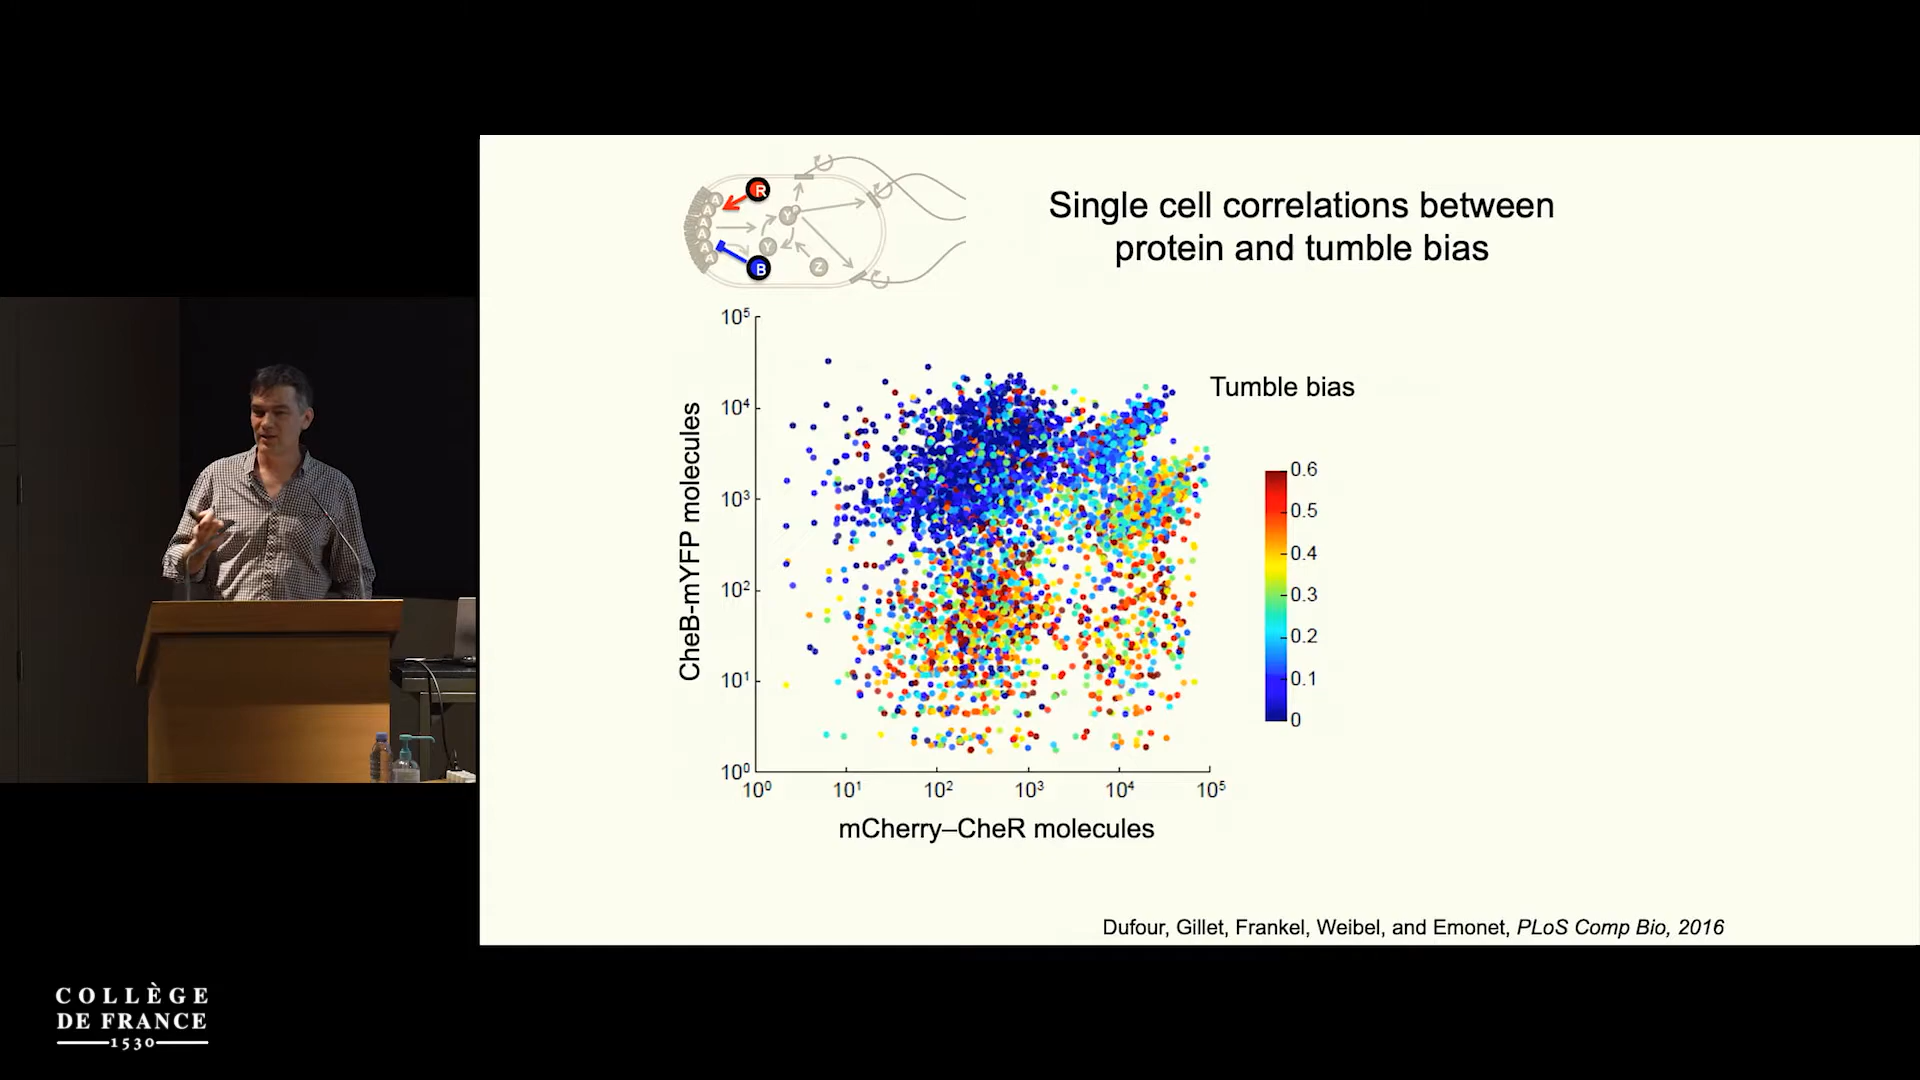 Single cell correlations between
protein and tumble bias
R
A
A
A
A
A
A
Y
P
Y
B
Z
CheB-mYFP molecules
10⁵
10⁴
10³
10²
10¹
10⁰
10⁰ 10¹ 10² 10³ 10⁴ 10⁵
mCherry–CheR molecules
Tumble bias
0.6
0.5
0.4
0.3
0.2
0.1
0
Dufour, Gillet, Frankel, Weibel, and Emonet, PLoS Comp Bio, 2016
COLLÈGE
DE FRANCE
1530